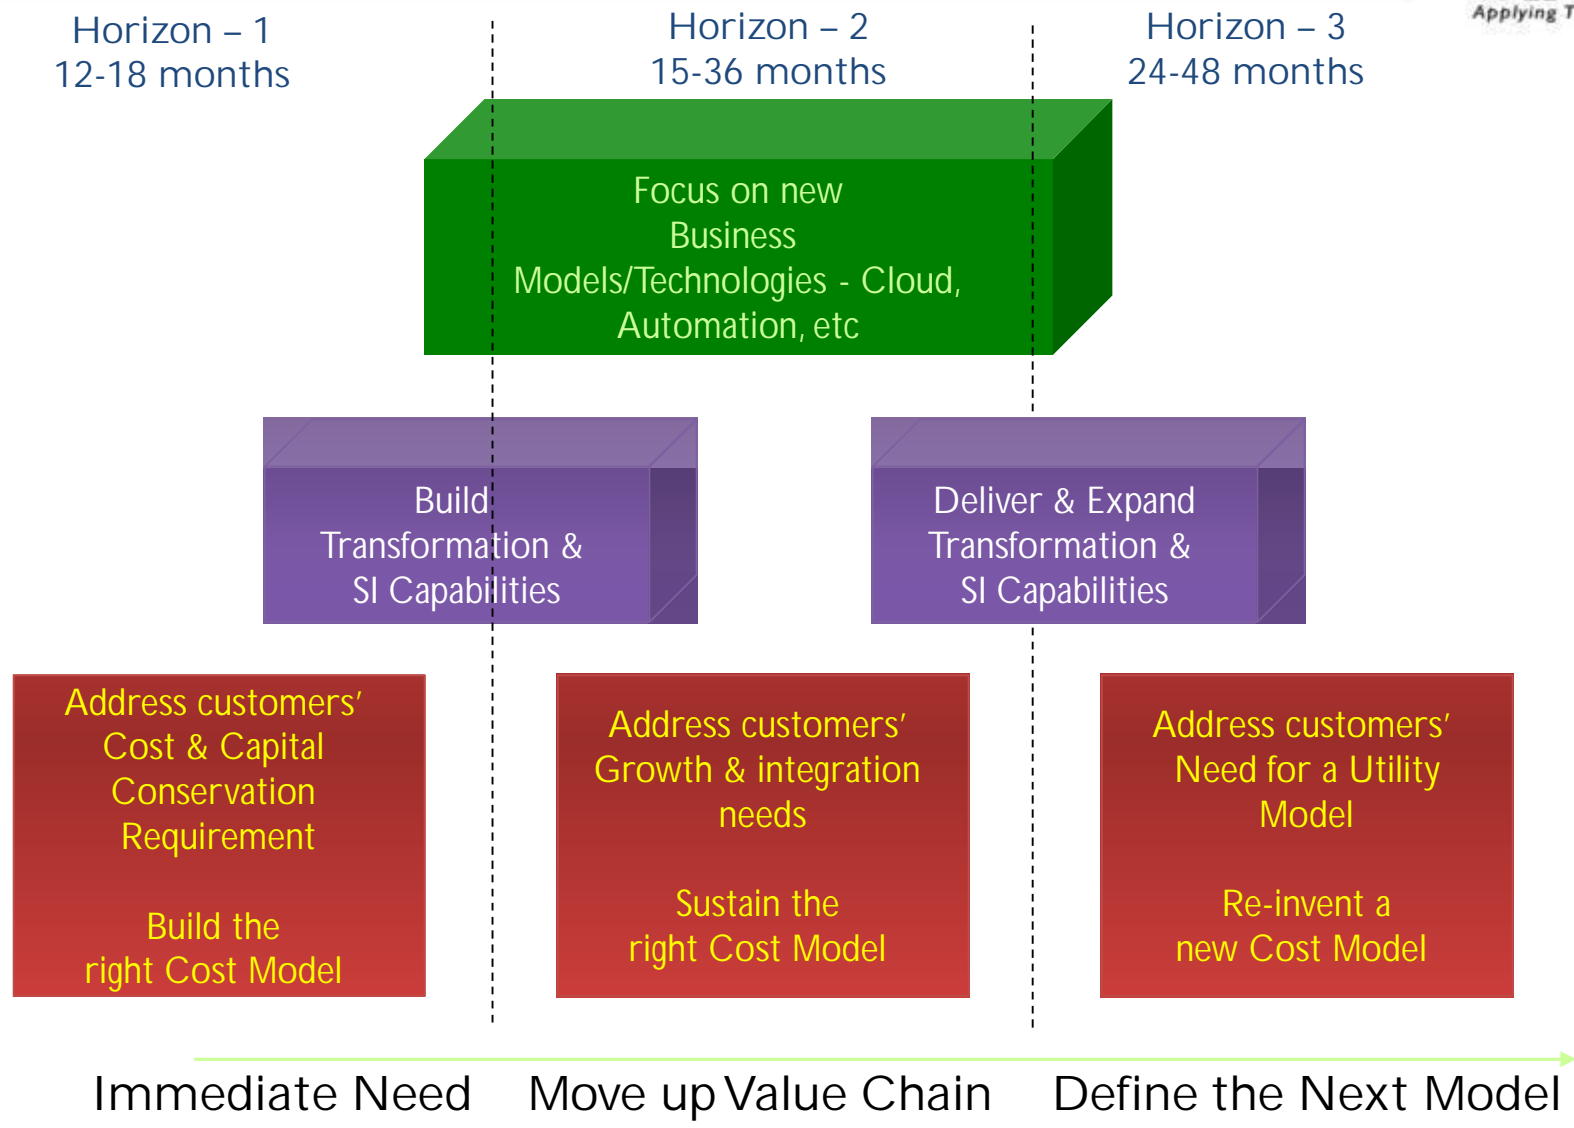 Horizon – 1
12-18 months
Horizon – 2
15-36 months
Horizon – 3
24-48 months
Applying T
Focus on new
Business
Models/Technologies - Cloud,
Automation, etc
Build
Transformation &
SI Capabilities
Deliver & Expand
Transformation &
SI Capabilities
Address customers’
Cost & Capital
Conservation
Requirement
Build the
right Cost Model
Address customers’
Growth & integration
needs
Sustain the
right Cost Model
Address customers’
Need for a Utility
Model
Re-invent a
new Cost Model
Immediate Need
Move up Value Chain
Define the Next Model